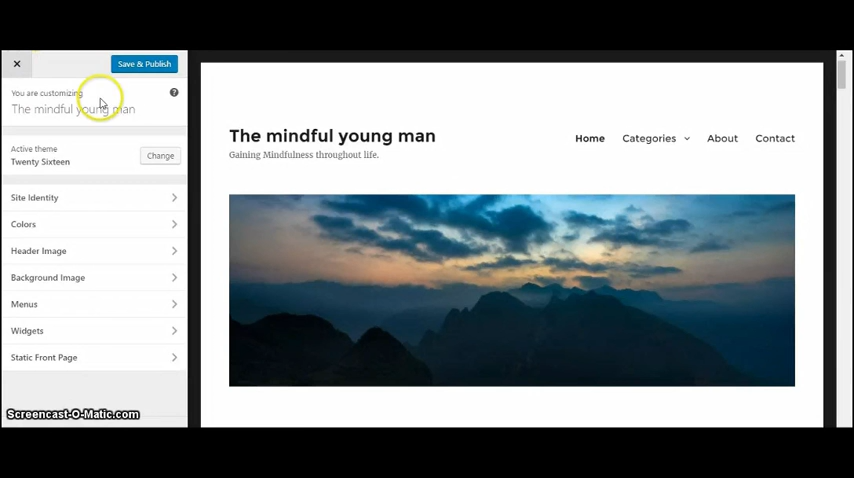 Save & Publish
You are customizing
The mindful young man
Active theme
Twenty Sixteen
Change
Site Identity
Colors
Header Image
Background Image
Menus
Widgets
Static Front Page
Screencast-O-Matic.com
The mindful young man
Gaining Mindfulness throughout life.
Home Categories About Contact